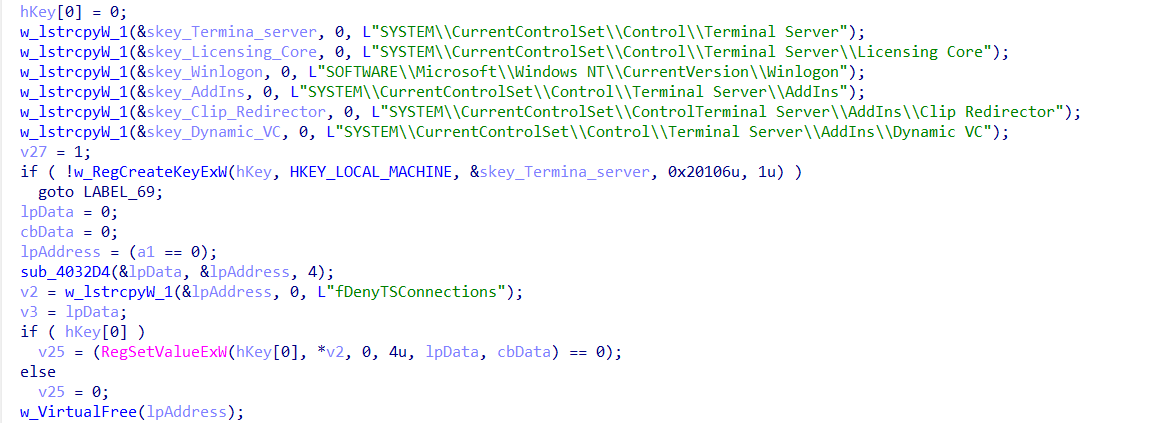 hKey[0] = 0;
w_lstrcpyW_1(&skey_Termina_server, 0, L"SYSTEM\\CurrentControlSet\\Control\\Terminal Server");
w_lstrcpyW_1(&skey_Licensing_Core, 0, L"SYSTEM\\CurrentControlSet\\Control\\Terminal Server\\Licensing Core");
w_lstrcpyW_1(&skey_Winlogon, 0, L"SOFTWARE\\Microsoft\\Windows NT\\CurrentVersion\\Winlogon");
w_lstrcpyW_1(&skey_AddIns, 0, L"SYSTEM\\CurrentControlSet\\Control\\Terminal Server\\AddIns");
w_lstrcpyW_1(&skey_Clip_Redirector, 0, L"SYSTEM\\CurrentControlSet\\ControlTerminal Server\\AddIns\\Clip Redirector");
w_lstrcpyW_1(&skey_Dynamic_VC, 0, L"SYSTEM\\CurrentControlSet\\Control\\Terminal Server\\AddIns\\Dynamic VC");
v27 = 1;
if ( !w_RegCreateKeyExW(hKey, HKEY_LOCAL_MACHINE, &skey_Termina_server, 0x20106u, 1u) )
  goto LABEL_69;
lpData = 0;
cbData = 0;
lpAddress = (a1 == 0);
sub_4032D4(&lpData, &lpAddress, 4);
v2 = w_lstrcpyW_1(&lpAddress, 0, L"fDenyTSConnections");
v3 = lpData;
if ( hKey[0] )
  v25 = (RegSetValueExW(hKey[0], *v2, 0, 4u, lpData, cbData) == 0);
else
  v25 = 0;
w_VirtualFree(lpAddress);